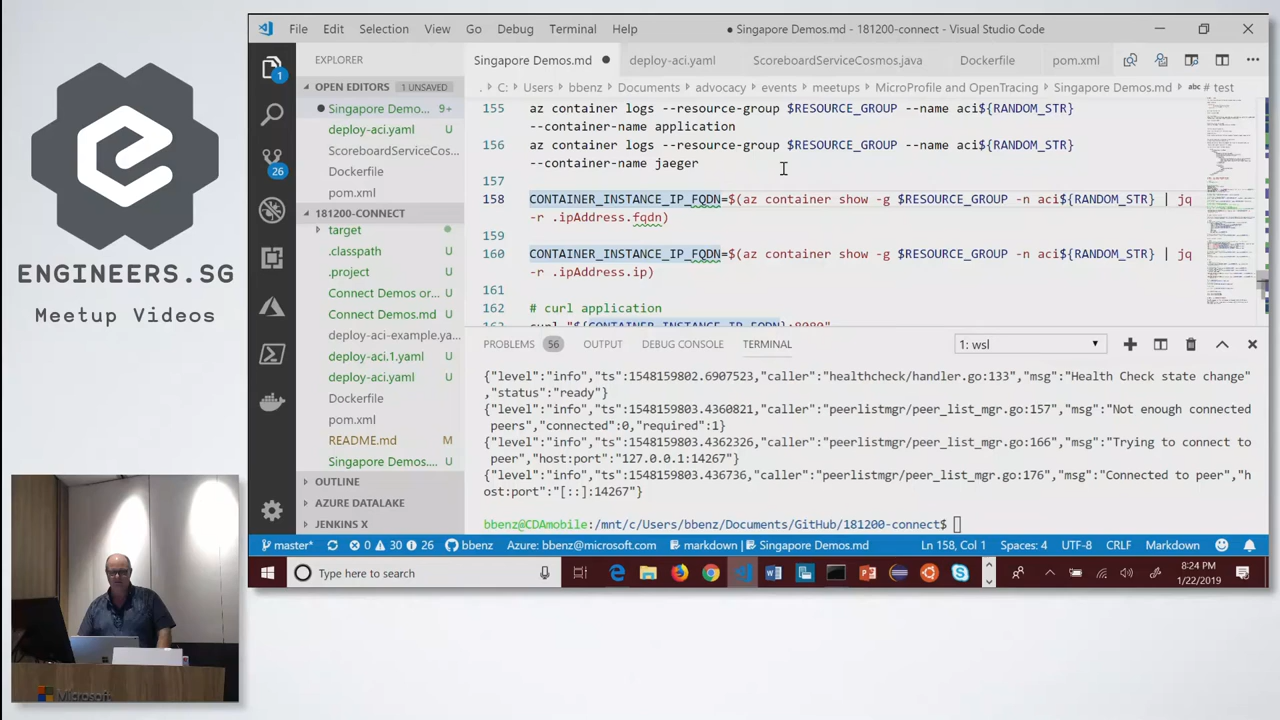 File Edit Selection View Go Debug Terminal Help
● Singapore Demos.md - 181200-connect - Visual Studio Code
EXPLORER
Singapore Demos.md ● deploy-aci.yaml ScoreboardServiceCosmos.java Dockerfile pom.xml
OPEN EDITORS 1 UNSAVED
. > C: > Users > bbenz > Documents > advocacy > events > meetups > MicroProfile and OpenTracing > Singapore Demos.md > abc # test
Singapore Demo... 9+
deploy-aci.yaml U
ScoreboardServiceCo...
Dockerfile
pom.xml
181200-CONNECT
target
.classpath
.project U
Connect Demos.d U
Connect Demos.md U
deploy-aci-example.ya...
deploy-aci.1.yaml U
deploy-aci.yaml U
Dockerfile
pom.xml
README.md M
Singapore Demos.... U
OUTLINE
AZURE DATALAKE
JENKINS X
1
26
155 az container logs --resource-group $RESOURCE_GROUP --name aci${RANDOM_STR}
--container-name application
156 az container logs --resource-group $RESOURCE_GROUP --name aci${RANDOM_STR}
--container-name jaeger
157
158 CONTAINER_INSTANCE_IP_FQDN=$(az container show -g $RESOURCE_GROUP -n aci${RANDOM_STR} | jq
-r .ipAddress.fqdn)
159
160 CONTAINER_INSTANCE_IP_FQDN=$(az container show -g $RESOURCE_GROUP -n aci${RANDOM_STR} | jq
-r .ipAddress.ip)
161
162 # curl application
163 curl "${CONTAINER_INSTANCE_IP_FQDN}:8080"
PROBLEMS 56 OUTPUT DEBUG CONSOLE TERMINAL 1: wsl
{"level":"info","ts":1548159802.6907523,"caller":"healthcheck/handler.go:133","msg":"Health Check state change"
,"status":"ready"}
{"level":"info","ts":1548159803.4360821,"caller":"peerlistmgr/peer_list_mgr.go:157","msg":"Not enough connected
peers","connected":0,"required":1}
{"level":"info","ts":1548159803.4362326,"caller":"peerlistmgr/peer_list_mgr.go:166","msg":"Trying to connect to
peer","host:port":"127.0.0.1:14267"}
{"level":"info","ts":1548159803.436736,"caller":"peerlistmgr/peer_list_mgr.go:176","msg":"Connected to peer","h
ost:port":"[::]:14267"}
bbenz@CDAmobile:/mnt/c/Users/bbenz/Documents/GitHub/181200-connect$
master* 0 30 26 bbenz Azure: bbenz@microsoft.com markdown | Singapore Demos.md Ln 158, Col 1 Spaces: 4 UTF-8 CRLF Markdown
Type here to search
8:24 PM
1/22/2019
ENGINEERS.SG
Meetup Videos
Microsoft